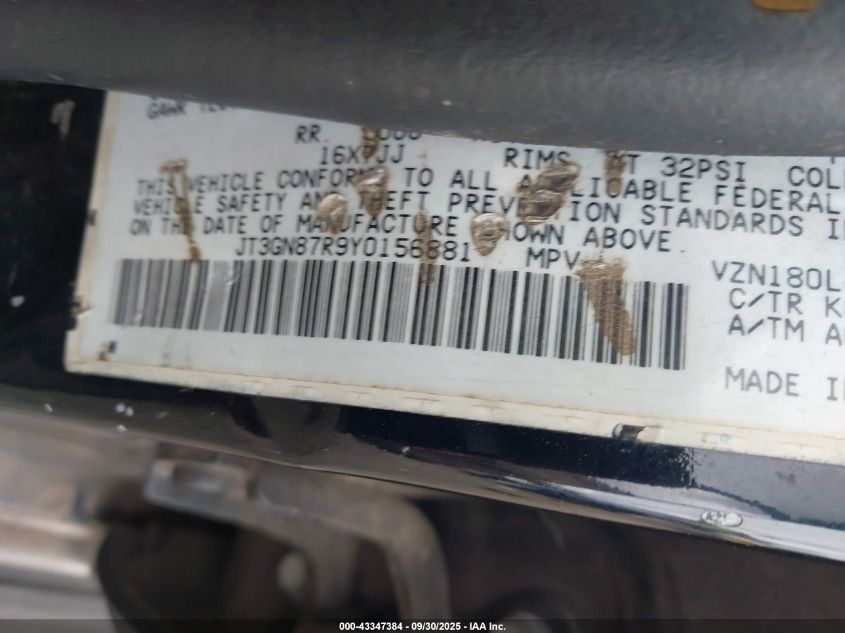 RR.
16X7JJ RIMS, AT 32PSI COL
THIS VEHICLE CONFORMS TO ALL APPLICABLE FEDERAL
VEHICLE SAFETY AND THEFT PREVENTION STANDARDS I
ON THE DATE OF MANUFACTURE SHOWN ABOVE.
JT3GN87R9Y0156881 MPV
VZN180L
C/TR K
A/TM A
MADE I
000-43347384 - 09/30/2025 - IAA Inc.